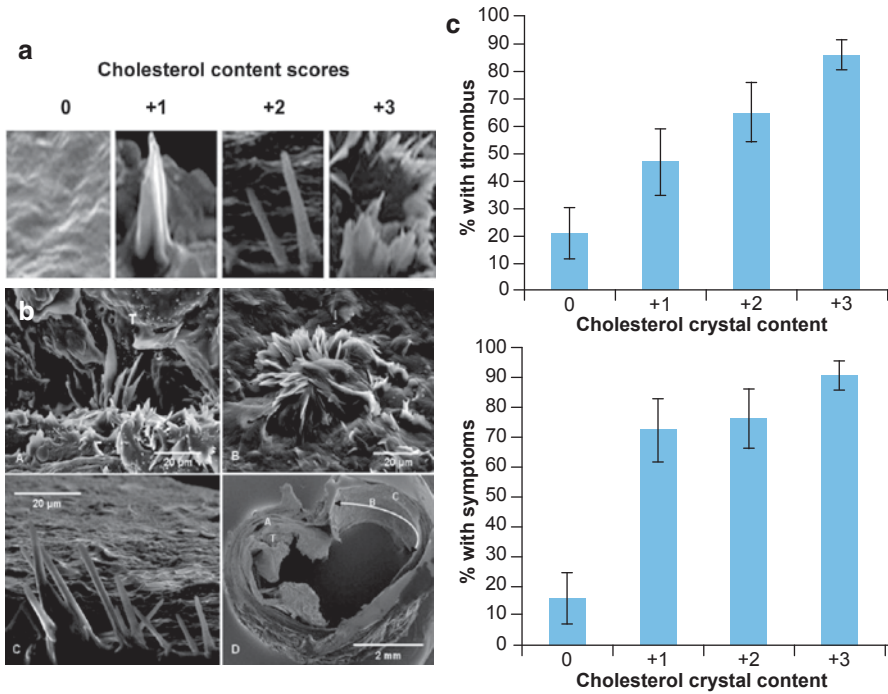 a
Cholesterol content scores
0 +1 +2 +3
b
T
A 20 µm
B 20 µm
20 µm
C
A B C
T
D 2 mm
c
% with thrombus
100
90
80
70
60
50
40
30
20
10
0
0 +1 +2 +3
Cholesterol crystal content
% with symptoms
100
90
80
70
60
50
40
30
20
10
0
0 +1 +2 +3
Cholesterol crystal content